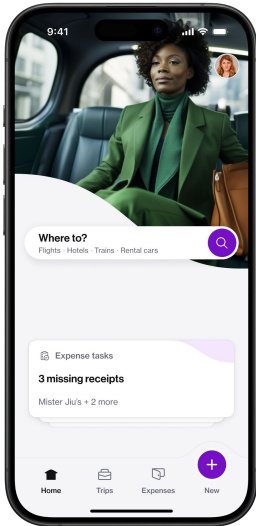 9:41
Where to?
Flights · Hotels · Trains · Rental cars
Expense tasks
3 missing receipts
Mister Jiu's + 2 more
Home
Trips
Expenses
New